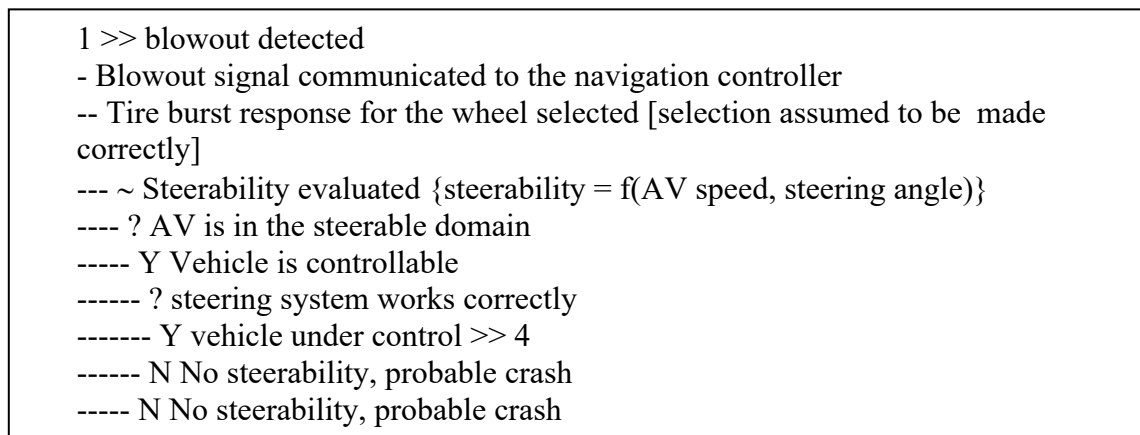 1 >> blowout detected
- Blowout signal communicated to the navigation controller
-- Tire burst response for the wheel selected [selection assumed to be  made
correctly]
--- ~ Steerability evaluated {steerability = f(AV speed, steering angle)}
---- ? AV is in the steerable domain
----- Y Vehicle is controllable
------ ? steering system works correctly
------- Y vehicle under control >> 4
------ N No steerability, probable crash
----- N No steerability, probable crash